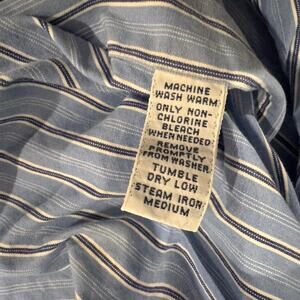 MACHINE
WASH WARM
ONLY NON-
CHLORINE
BLEACH
WHEN NEEDED
REMOVE
PROMPTLY
FROM WASHER
TUMBLE
DRY LOW
STEAM IRON
MEDIUM